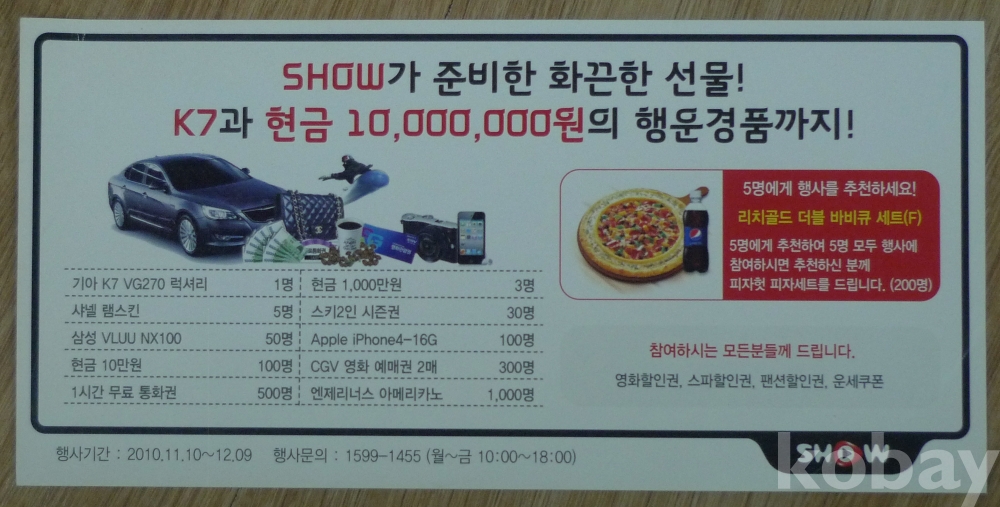 SHOW가 준비한 화끈한 선물!
K7과 현금 10,000,000원의 행운경품까지!
기아 K7 VG270 럭셔리 1명 현금 1,000만원 3명
샤넬 램스킨 5명 스키2인 시즌권 30명
삼성 VLUU NX100 50명 Apple iPhone4-16G 100명
현금 10만원 100명 CGV 영화 예매권 2매 300명
1시간 무료 통화권 500명 엔제리너스 아메리카노 1,000명
5명에게 행사를 추천하세요!
리치골드 더블 바비큐 세트(F)
5명에게 추천하여 5명 모두 행사에
참여하시면 추천하신 분께
피자헛 피자세트를 드립니다. (200명)
참여하시는 모든분들께 드립니다.
영화할인권, 스파할인권, 팬션할인권, 운세쿠폰
행사기간 : 2010.11.10~12.09 행사문의 : 1599-1455 (월~금 10:00~18:00)
SHOW
kobay